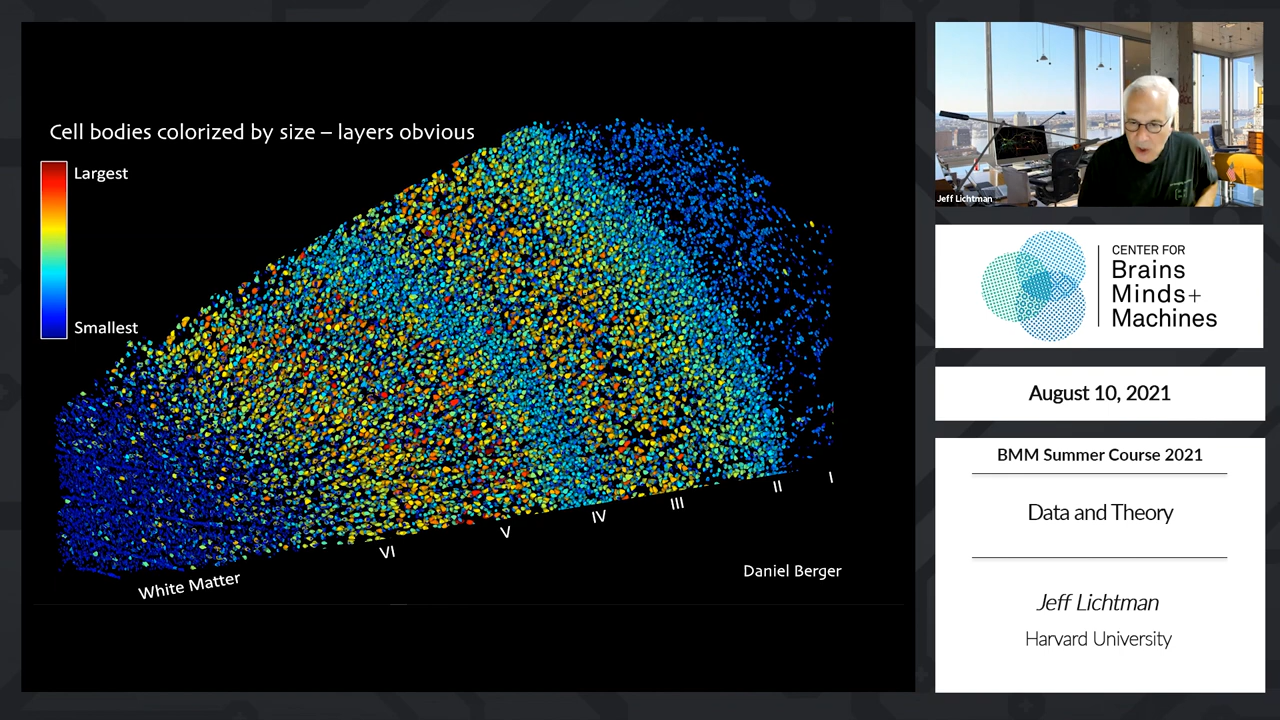 Cell bodies colorized by size – layers obvious
Largest
Smallest
I
II
III
IV
V
VI
White Matter
Daniel Berger
Jeff Lichtman
CENTER FOR
Brains
Minds+
Machines
August 10, 2021
BMM Summer Course 2021
Data and Theory
Jeff Lichtman
Harvard University